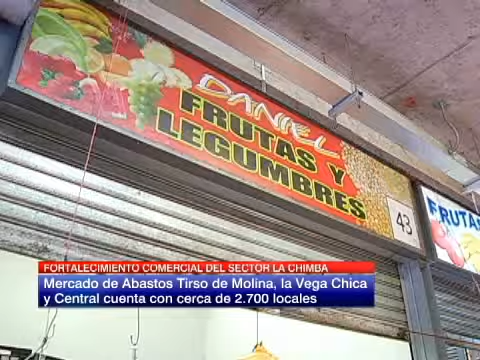 DANIEL
FRUTAS Y
LEGUMBRES
43
FRUTAS
FORTALECIMIENTO COMERCIAL DEL SECTOR LA CHIMBA
Mercado de Abastos Tirso de Molina, la Vega Chica
y Central cuenta con cerca de 2.700 locales